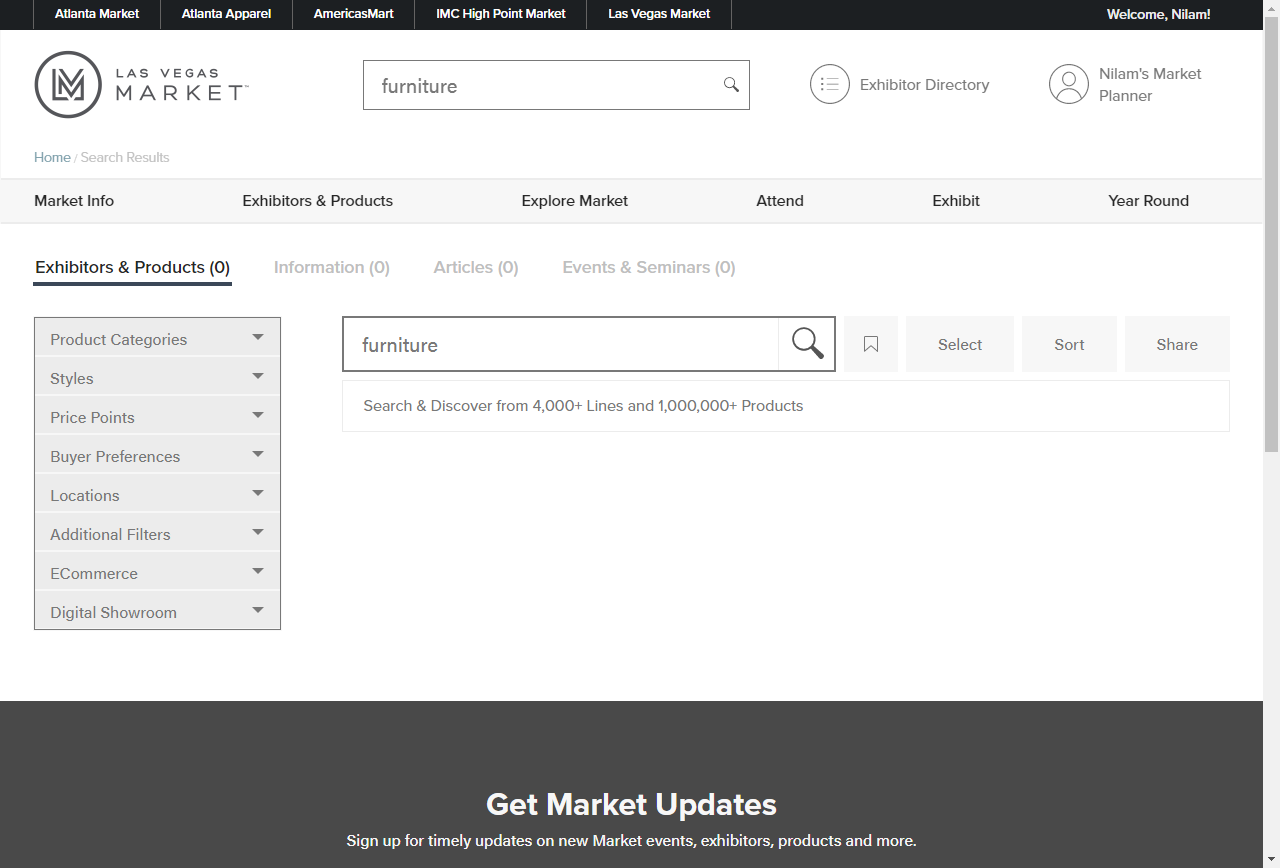 Atlanta Market
Atlanta Apparel
AmericasMart
IMC High Point Market
Las Vegas Market
Welcome, Nilam!
LM
LAS VEGAS
MARKET™
furniture
Exhibitor Directory
Nilam's Market
Planner
Home / Search Results
Market Info
Exhibitors & Products
Explore Market
Attend
Exhibit
Year Round
Exhibitors & Products (0)
Information (0)
Articles (0)
Events & Seminars (0)
Product Categories
Styles
Price Points
Buyer Preferences
Locations
Additional Filters
ECommerce
Digital Showroom
furniture
Select
Sort
Share
Search & Discover from 4,000+ Lines and 1,000,000+ Products
Get Market Updates
Sign up for timely updates on new Market events, exhibitors, products and more.